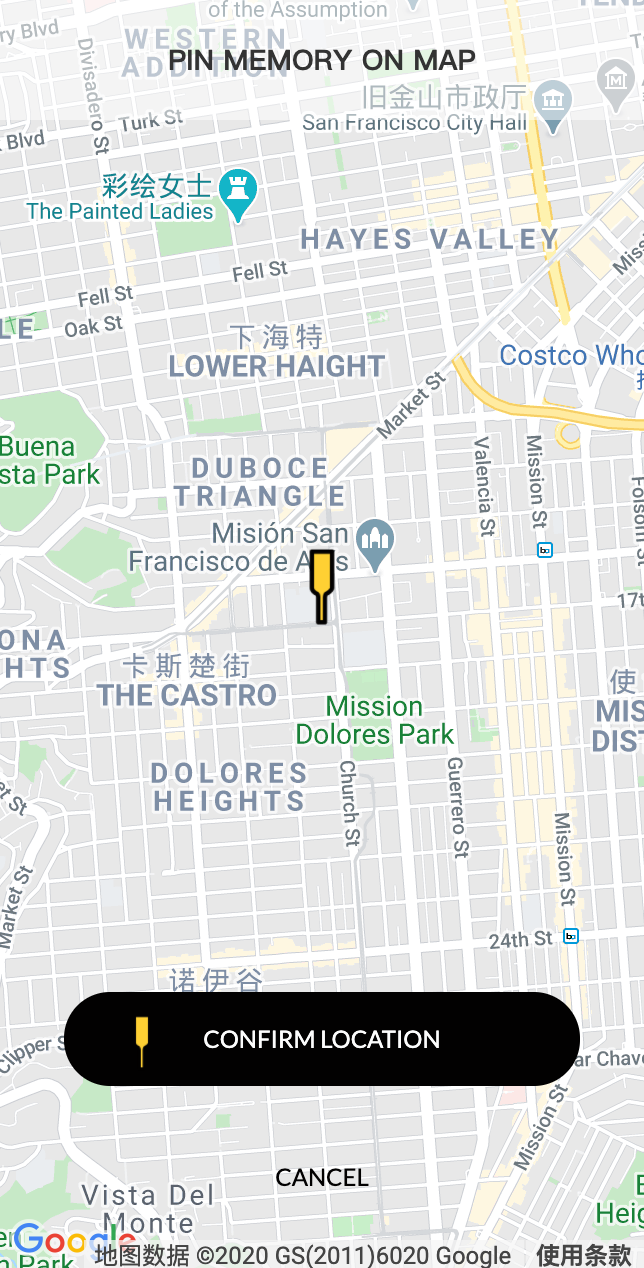 of the Assumption
WESTERN
ADDITION
PIN MEMORY ON MAP
Divisadero St
旧金山市政厅
San Francisco City Hall
Turk St
Blvd
彩绘女士
The Painted Ladies
HAYES VALLEY
Fell St
Fell St
Oak St
下海特
LOWER HAIGHT
Costco Who
Market St
Buena
sta Park
DUBOCE
TRIANGLE
Valencia St
Mission St
Folsom St
Misión San
Francisco de Asís
17t
ONA
HTS
卡斯楚街
THE CASTRO
使
MIS
DIST
Mission
Dolores Park
DOLORES
HEIGHTS
Church St
Guerrero St
et St
Mission St
Market St
24th St
诺伊谷
CONFIRM LOCATION
Clipper S
ar Chave
Mission St
CANCEL
Vista Del
Monte
Heig
n Park
Google
地图数据 ©2020 GS(2011)6020 Google
使用条款